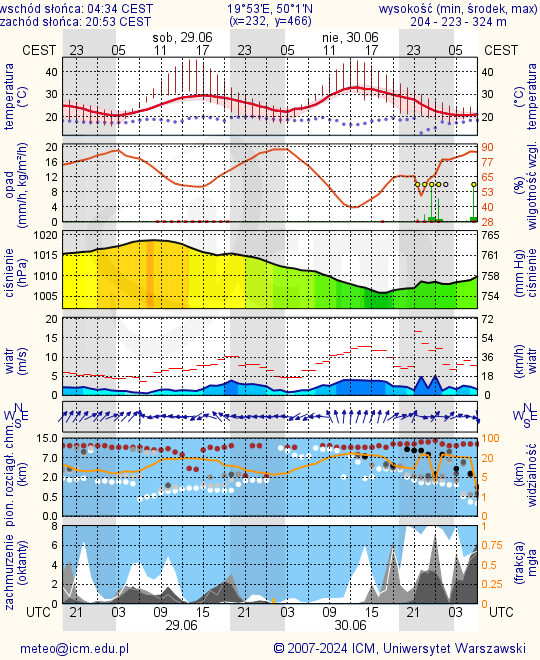 wschód słońca: 04:34 CEST 19°53'E, 50°1'N wysokość (min, środek, max)
zachód słońca: 20:53 CEST (x=232, y=466) 204 - 223 - 324 m
sob, 29.06 nie, 30.06
CEST 23 05 11 17 23 05 11 17 23 05 CEST
temperatura (°C)
40 30 20
40 30 20
temperatura (°C)
opad (mm/h, kg/m²/h)
20 16 12 8 4 0
90 77 65 53 40 28
(%) wilgotność wzgl.
ciśnienie (hPa)
1020 1015 1010 1005
765 761 758 754
(mm Hg) ciśnienie
wiatr (m/s)
20 15 10 5 0
72 54 36 18 0
(km/h) wiatr
N W E S
N W E S
pion. rozciągł. chm. (km)
15.0 7.0 2.0 0.5 0.0
100 20 5 1 0
(km) widzialność
zachmurzenie (oktanty)
8 6 4 2 0
1 0.75 0.5 0.25 0
(frakcja) mgła
UTC 21 03 09 15 21 03 09 15 21 03 UTC
29.06 30.06
meteo@icm.edu.pl © 2007-2024 ICM, Uniwersytet Warszawski